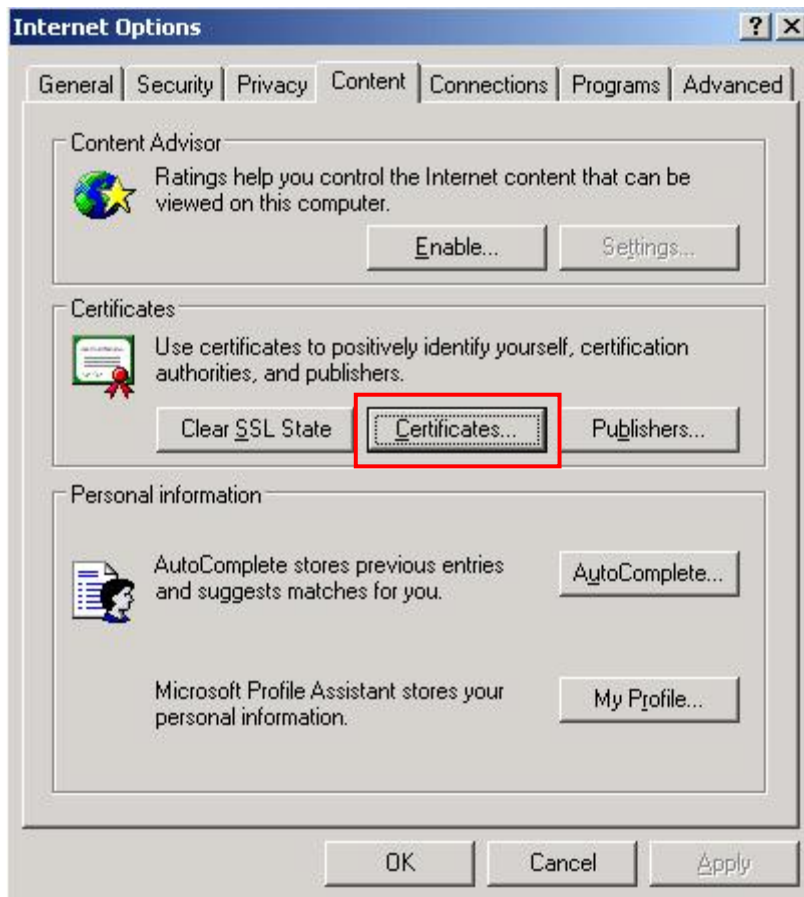 Internet Options
General Security Privacy Content Connections Programs Advanced
Content Advisor
Ratings help you control the Internet content that can be
viewed on this computer.
Enable... Settings...
Certificates
Use certificates to positively identify yourself, certification
authorities, and publishers.
Clear SSL State Certificates... Publishers...
Personal information
AutoComplete stores previous entries
and suggests matches for you.
AutoComplete...
Microsoft Profile Assistant stores your
personal information.
My Profile...
OK Cancel Apply